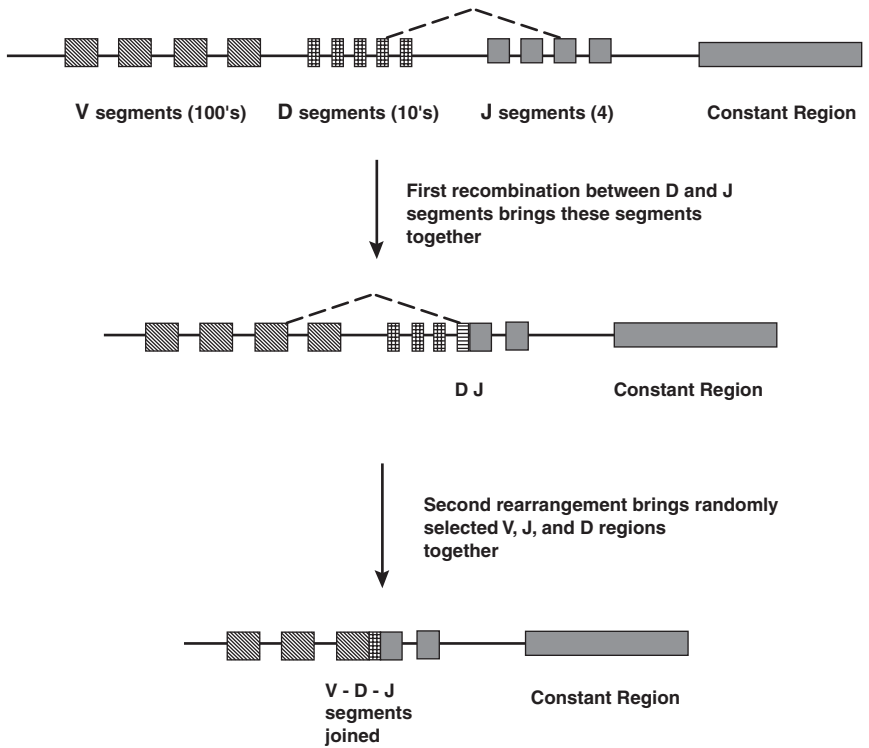 V segments (100's) D segments (10's) J segments (4) Constant Region
First recombination between D and J
segments brings these segments
together
D J Constant Region
Second rearrangement brings randomly
selected V, J, and D regions
together
V - D - J
segments
joined
Constant Region